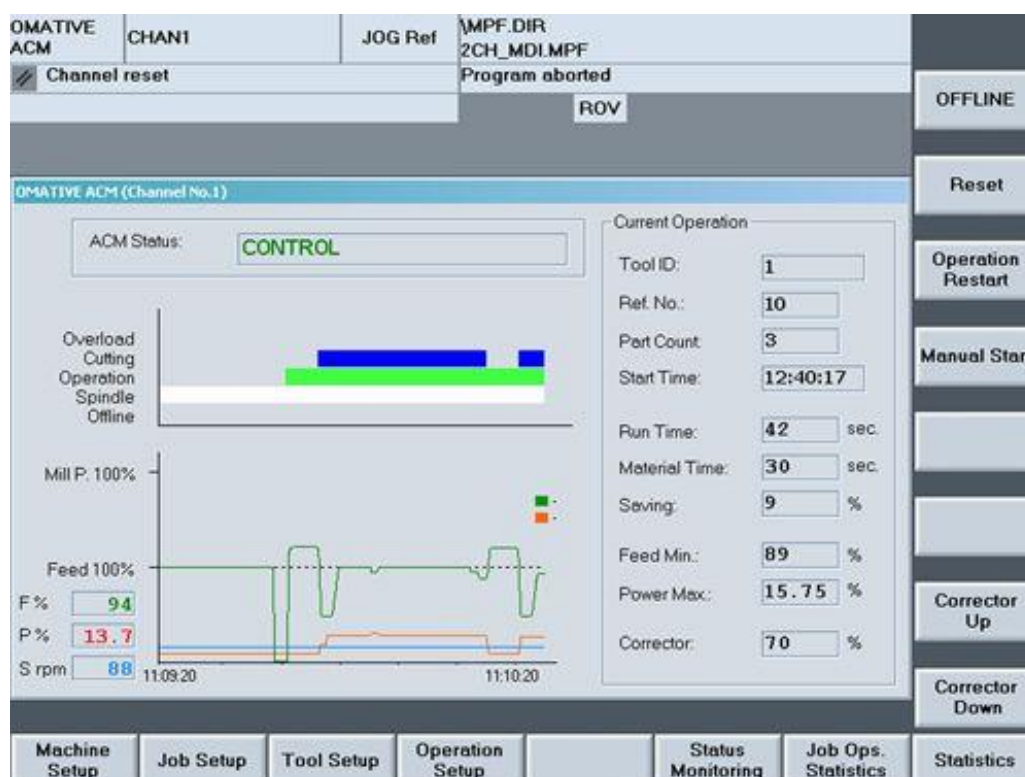 OMATIVE
ACM
CHAN1
JOG Ref
\MPF.DIR
2CH_MDI.MPF
Channel reset
Program aborted
ROV
OFFLINE
Reset
Operation
Restart
Manual Star
Corrector
Up
Corrector
Down
Statistics
OMATIVE ACM (Channel No.1)
ACM Status:
CONTROL
Overload
Cutting
Operation
Spindle
Offline
Mill P. 100%
Feed 100%
F %
94
P %
13.7
S rpm
88
11:09:20
11:10:20
Current Operation
Tool ID:
1
Ref. No.:
10
Part Count:
3
Start Time:
12:40:17
Run Time:
42
sec.
Material Time:
30
sec.
Saving:
9
%
Feed Min.:
89
%
Power Max.:
15.75
%
Corrector:
70
%
Machine
Setup
Job Setup
Tool Setup
Operation
Setup
Status
Monitoring
Job Ops.
Statistics